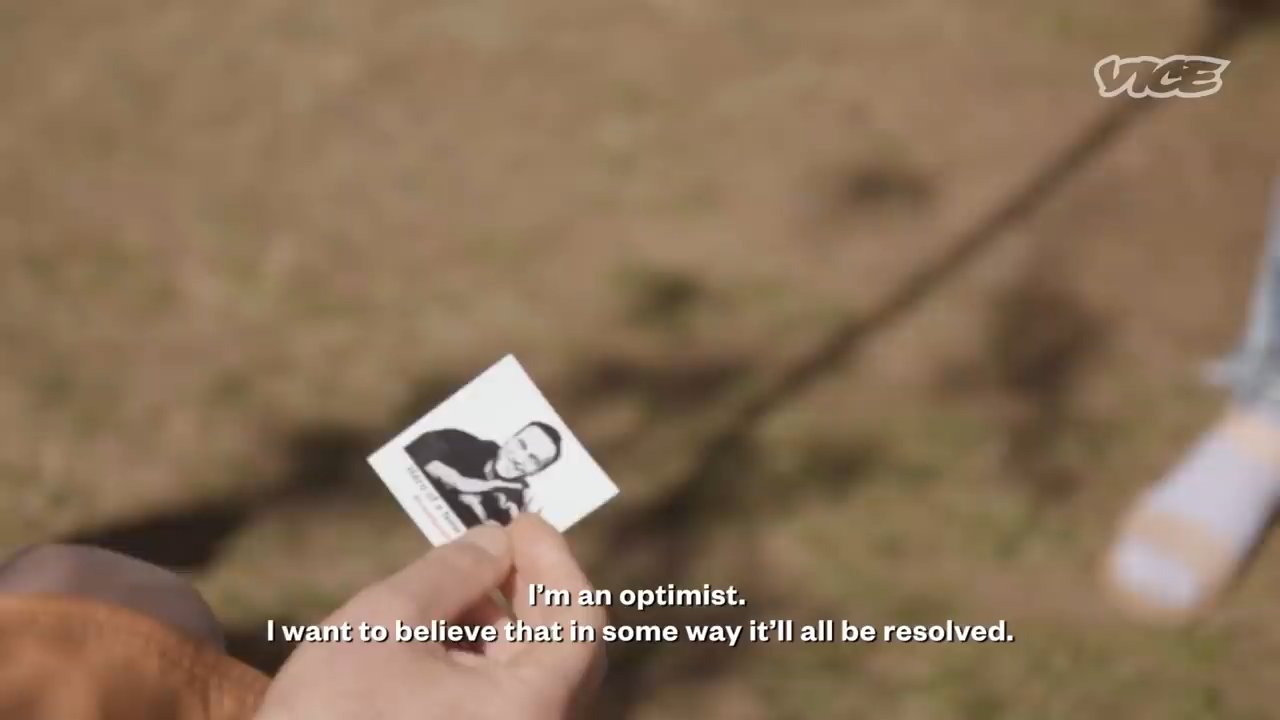 VICE
I'm an optimist.
I want to believe that in some way it'll all be resolved.